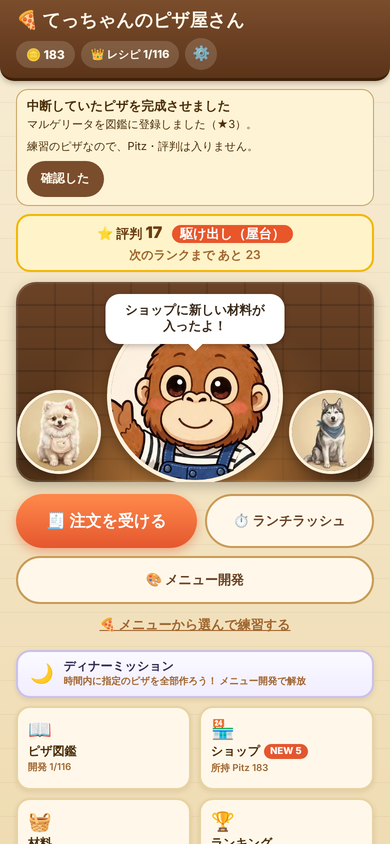 🍕 てっちゃんのピザ屋さん
🪙 183
👑 レシピ 1/116
⚙️
中断していたピザを完成させました
マルゲリータを図鑑に登録しました（★3）。
練習のピザなので、Pitz・評判は入りません。
確認した
⭐ 評判 17 駆け出し（屋台）
次のランクまで あと 23
ショップに新しい材料が
入ったよ！
🧾 注文を受ける
⏱️ ランチラッシュ
🎨 メニュー開発
🍕 メニューから選んで練習する
🌙 ディナーミッション
時間内に指定のピザを全部作ろう！ メニュー開発で解放
📖
ピザ図鑑
開発 1/116
🏪
ショップ NEW 5
所持 Pitz 183
🧺
材料
🏆
ランキング